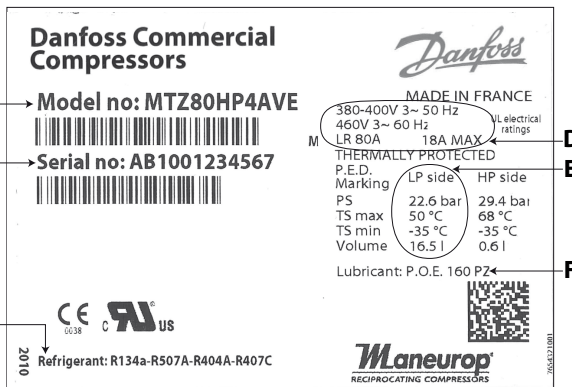 Danfoss Commercial
Compressors
Danfoss
Model no: MTZ80HP4AVE
Serial no: AB1001234567
MADE IN FRANCE
380-400V 3~ 50 Hz
460V 3~ 60 Hz
UL electrical
ratings
M
LR 80A 18A MAX
D
THERMALLY PROTECTED
P.E.D.
Marking LP side HP side
E
PS 22.6 bar 29.4 bar
TS max 50 °C 68 °C
TS min -35 °C -35 °C
Volume 16.5 l 0.6 l
Lubricant: P.O.E. 160 PZ
F
CE
0038
c RU US
®
2010
Refrigerant: R134a-R507A-R404A-R407C
Maneurop®
RECIPROCATING COMPRESSORS
7654321001